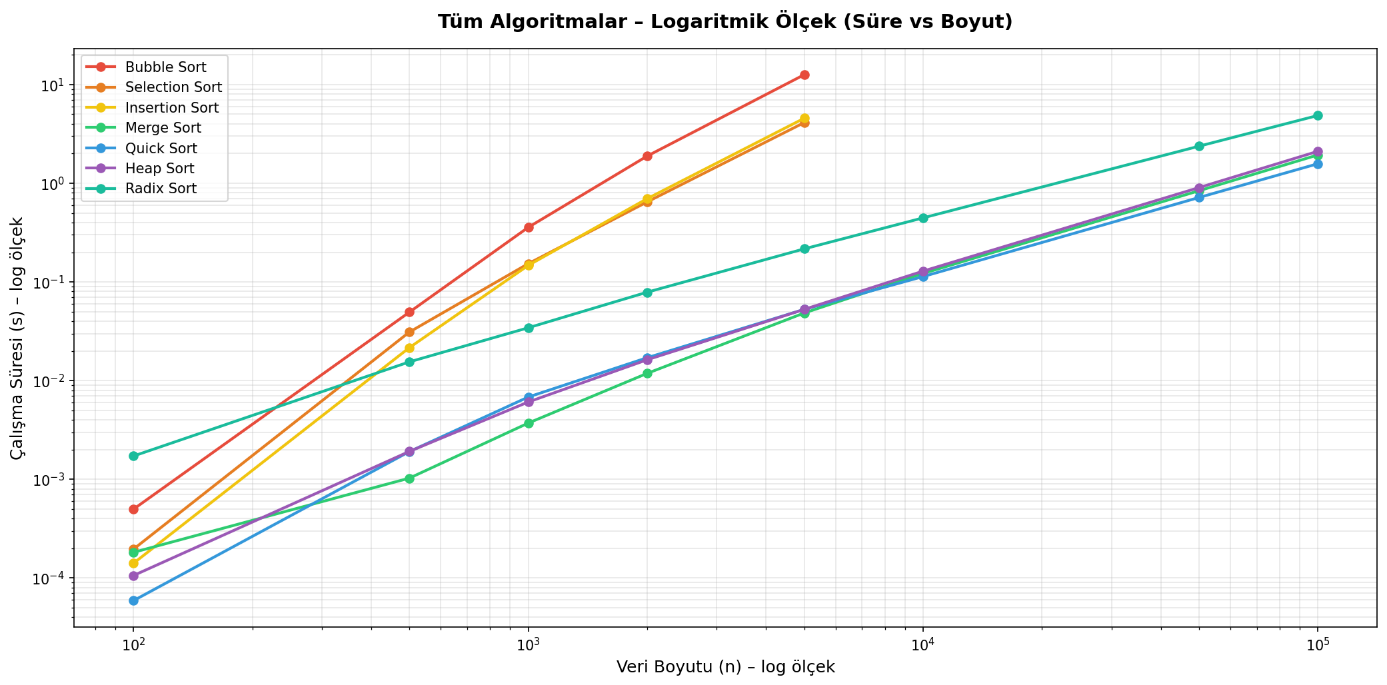 Tüm Algoritmalar – Logaritmik Ölçek (Süre vs Boyut)
Bubble Sort
Selection Sort
Insertion Sort
Merge Sort
Quick Sort
Heap Sort
Radix Sort
Çalışma Süresi (s) – log ölçek
10¹
10⁰
10⁻¹
10⁻²
10⁻³
10⁻⁴
10² 10³ 10⁴ 10⁵
Veri Boyutu (n) – log ölçek